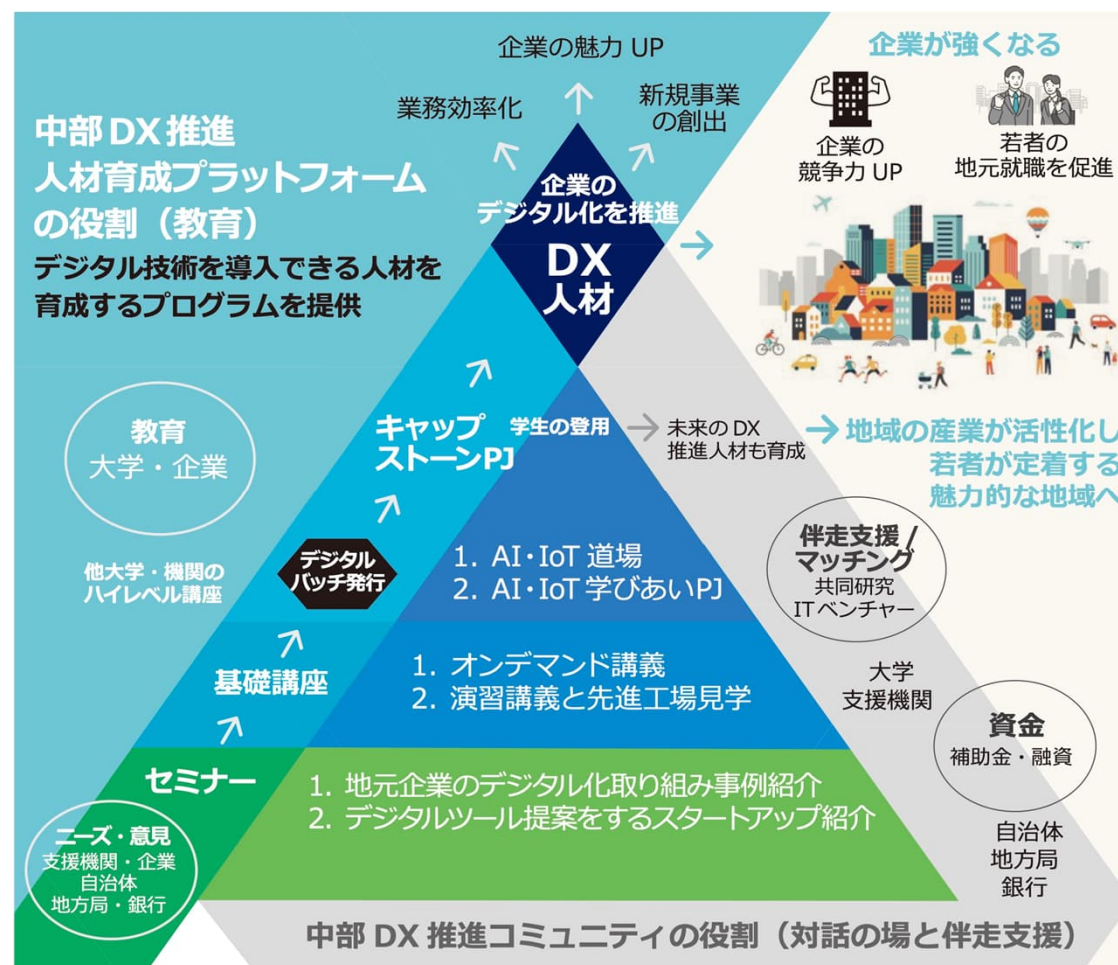 企業の魅力 UP
業務効率化
新規事業
の創出
中部 DX 推進
人材育成プラットフォーム
の役割（教育）
デジタル技術を導入できる人材を
育成するプログラムを提供
企業の
デジタル化を推進
DX
人材
企業が強くなる
企業の
競争力 UP
若者の
地元就職を促進
教育
大学・企業
他大学・機関の
ハイレベル講座
キャップ
ストーンPJ
学生の登用
未来の DX
推進人材も育成
地域の産業が活性化し
若者が定着する
魅力的な地域へ
デジタル
バッチ発行
1. AI・IoT 道場
2. AI・IoT 学びあいPJ
伴走支援 /
マッチング
共同研究
ITベンチャー
大学
支援機関
基礎講座
1. オンデマンド講義
2. 演習講義と先進工場見学
資金
補助金・融資
自治体
地方局
銀行
セミナー
1. 地元企業のデジタル化取り組み事例紹介
2. デジタルツール提案をするスタートアップ紹介
ニーズ・意見
支援機関・企業
自治体
地方局・銀行
中部 DX 推進コミュニティの役割（対話の場と伴走支援）